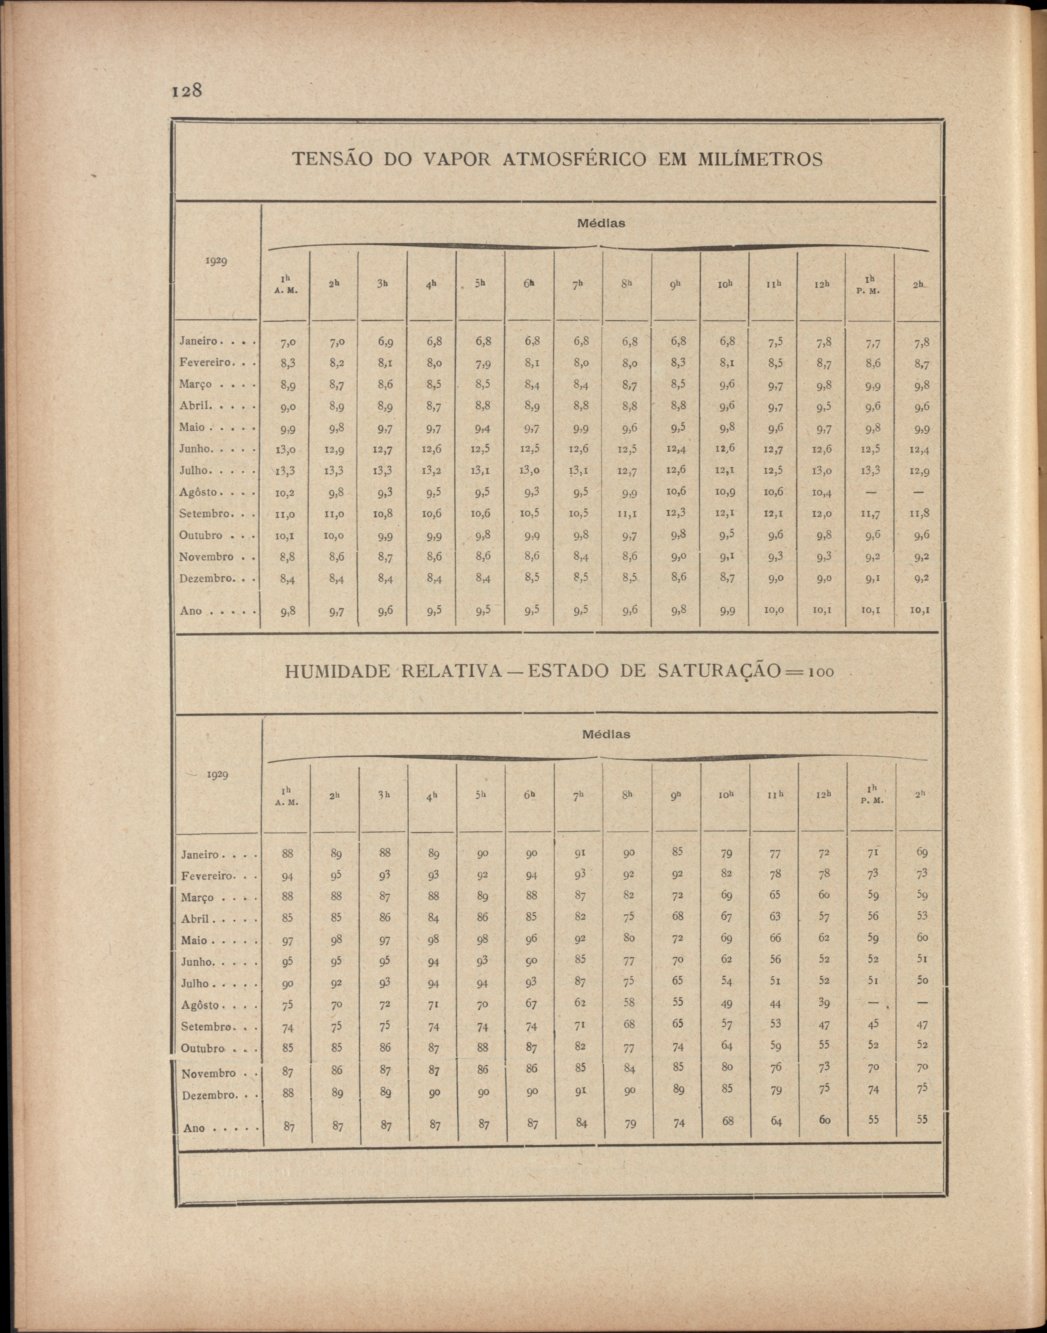 128
TENSÃO DO VAPOR ATMOSFÉRICO EM MILÍMETROS
1929 Médias
1h A. M. 2h 3h 4h 5h 6h 7h 8h 9h 10h 11h 12h 1h P. M. 2h
Janeiro . . . . 7,0 7,0 6,9 6,8 6,8 6,8 6,8 6,8 6,8 6,8 7,5 7,8 7,7 7,8
Fevereiro. . . 8,3 8,2 8,1 8,0 7,9 8,1 8,0 8,0 8,3 8,1 8,5 8,7 8,6 8,7
Março . . . . 8,9 8,7 8,6 8,5 8,5 8,4 8,4 8,7 8,5 9,6 9,7 9,8 9,9 9,8
Abril. . . . . 9,0 8,9 8,9 8,7 8,8 8,9 8,8 8,8 8,8 9,6 9,7 9,5 9,6 9,6
Maio . . . . . 9,9 9,8 9,7 9,7 9,4 9,7 9,9 9,6 9,5 9,8 9,6 9,7 9,8 9,9
Junho. . . . . 13,0 12,9 12,7 12,6 12,5 12,5 12,6 12,5 12,4 12,6 12,7 12,6 12,5 12,4
Julho. . . . . 13,3 13,3 13,3 13,2 13,1 13,0 13,1 12,7 12,6 12,1 12,5 13,0 13,3 12,9
Agôsto. . . . 10,2 9,8 9,3 9,5 9,5 9,3 9,5 9,9 10,6 10,9 10,6 10,4 — —
Setembro. . . 11,0 11,0 10,8 10,6 10,6 10,5 10,5 11,1 12,3 12,1 12,1 12,0 11,7 11,8
Outubro . . . 10,1 10,0 9,9 9,9 9,8 9,9 9,8 9,7 9,8 9,5 9,6 9,8 9,6 9,6
Novembro . . 8,8 8,6 8,7 8,6 8,6 8,6 8,4 8,6 9,0 9,1 9,3 9,3 9,2 9,2
Dezembro. . . 8,4 8,4 8,4 8,4 8,4 8,5 8,5 8,5 8,6 8,7 9,0 9,0 9,1 9,2
Ano . . . . . 9,8 9,7 9,6 9,5 9,5 9,5 9,5 9,6 9,8 9,9 10,0 10,1 10,1 10,1
HUMIDADE RELATIVA — ESTADO DE SATURAÇÃO = 100
1929 Médias
1h A. M. 2h 3h 4h 5h 6h 7h 8h 9h 10h 11h 12h 1h P. M. 2h
Janeiro . . . . 88 89 88 89 90 90 91 90 85 79 77 72 71 69
Fevereiro. . . 94 95 93 93 92 94 93 92 92 82 78 78 73 73
Março . . . . 88 88 87 88 89 88 87 82 72 69 65 60 59 59
Abril . . . . . 85 85 86 84 86 85 82 75 68 67 63 57 56 53
Maio . . . . . 97 98 97 98 98 96 92 80 72 69 66 62 59 60
Junho. . . . . 95 95 95 94 93 90 85 77 70 62 56 52 52 51
Julho . . . . . 90 92 93 94 94 93 87 75 65 54 51 52 51 50
Agôsto . . . . 75 70 72 71 70 67 62 58 55 49 44 39 — —
Setembro. . . 74 75 75 74 74 74 71 68 65 57 53 47 45 47
Outubro . . . 85 85 86 87 88 87 82 77 74 64 59 55 52 52
Novembro . . 87 86 87 87 86 86 85 84 85 80 76 73 70 70
Dezembro. . . 88 89 89 90 90 90 91 90 89 85 79 75 74 75
Ano . . . . . 87 87 87 87 87 87 84 79 74 68 64 60 55 55